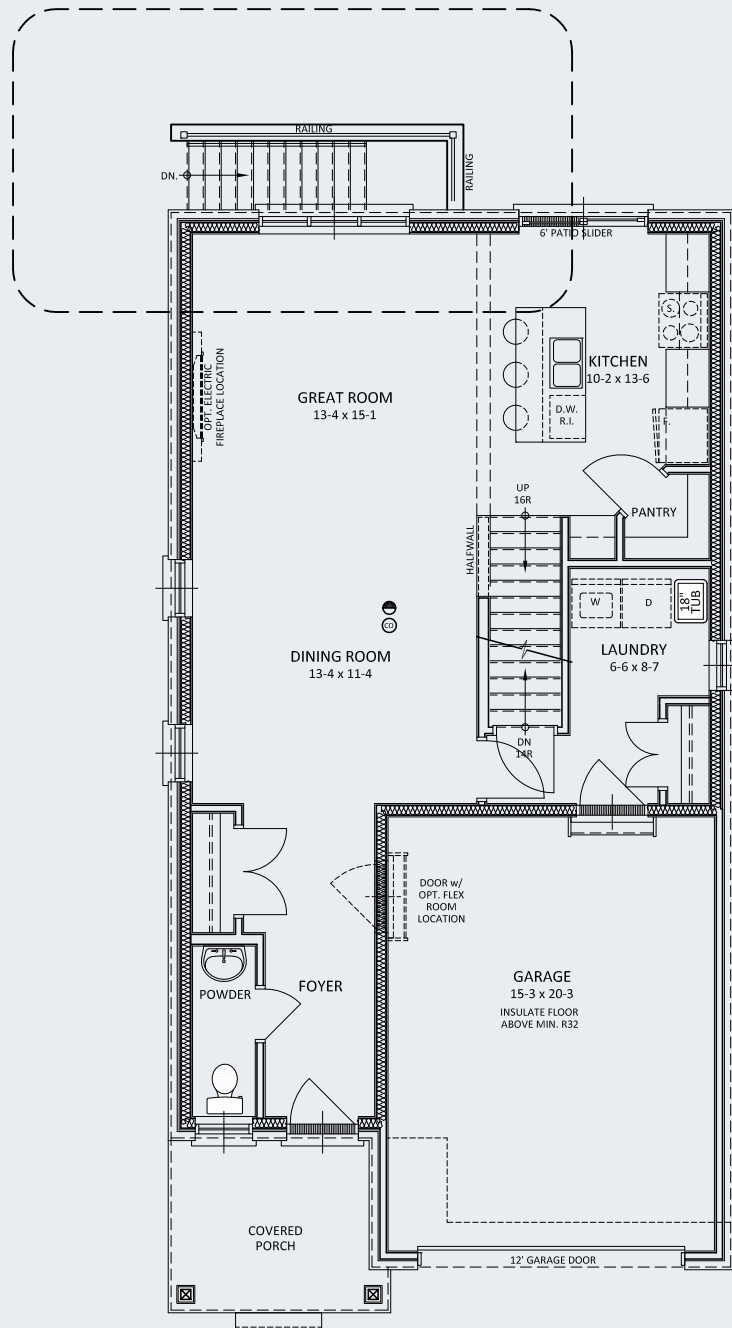 RAILING
DN.
RAILING
6' PATIO SLIDER
S.
KITCHEN
10-2 x 13-6
OPT. ELECTRIC
FIREPLACE LOCATION
GREAT ROOM
13-4 x 15-1
D.W.
R.I.
F.
UP
16R
PANTRY
HALFWALL
W
D
18"
TUB
CO
DINING ROOM
13-4 x 11-4
LAUNDRY
6-6 x 8-7
DN
14R
DOOR w/
OPT. FLEX
ROOM
LOCATION
POWDER
FOYER
GARAGE
15-3 x 20-3
INSULATE FLOOR
ABOVE MIN. R32
COVERED
PORCH
12' GARAGE DOOR